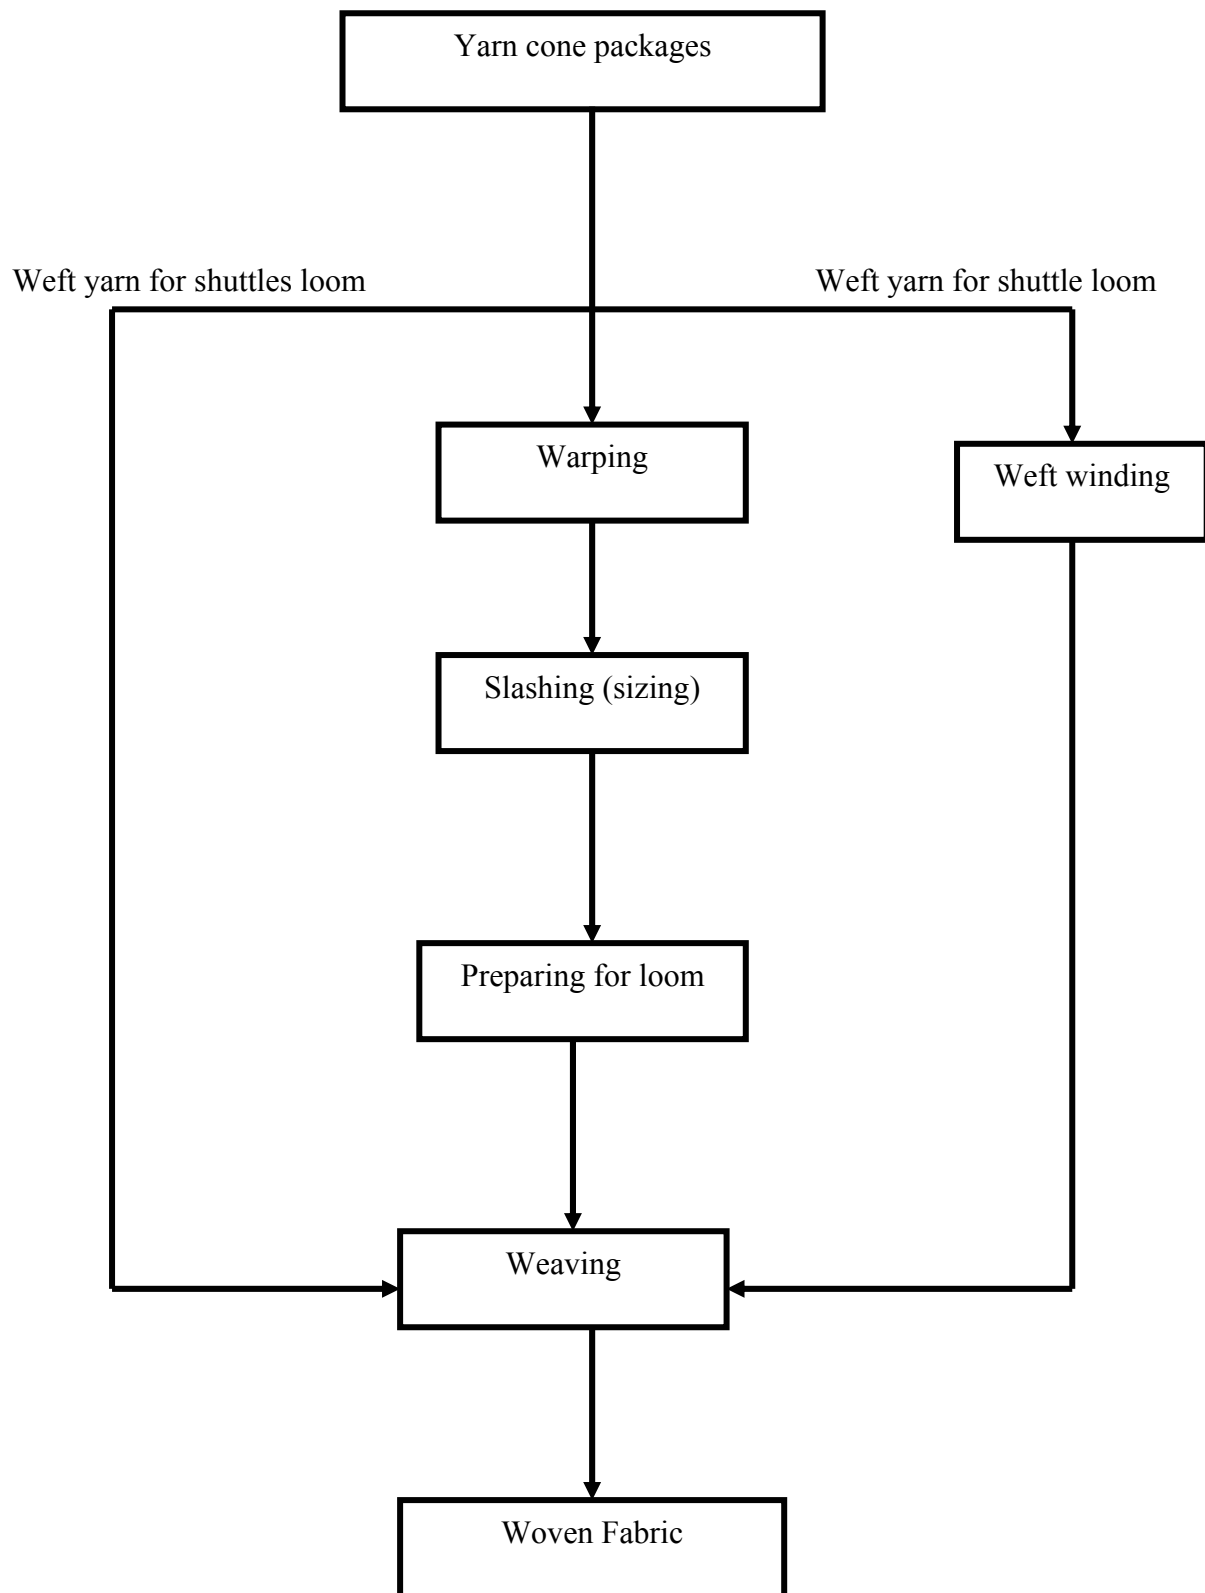 Yarn cone packages
Weft yarn for shuttles loom
Weft yarn for shuttle loom
Warping
Weft winding
Slashing (sizing)
Preparing for loom
Weaving
Woven Fabric